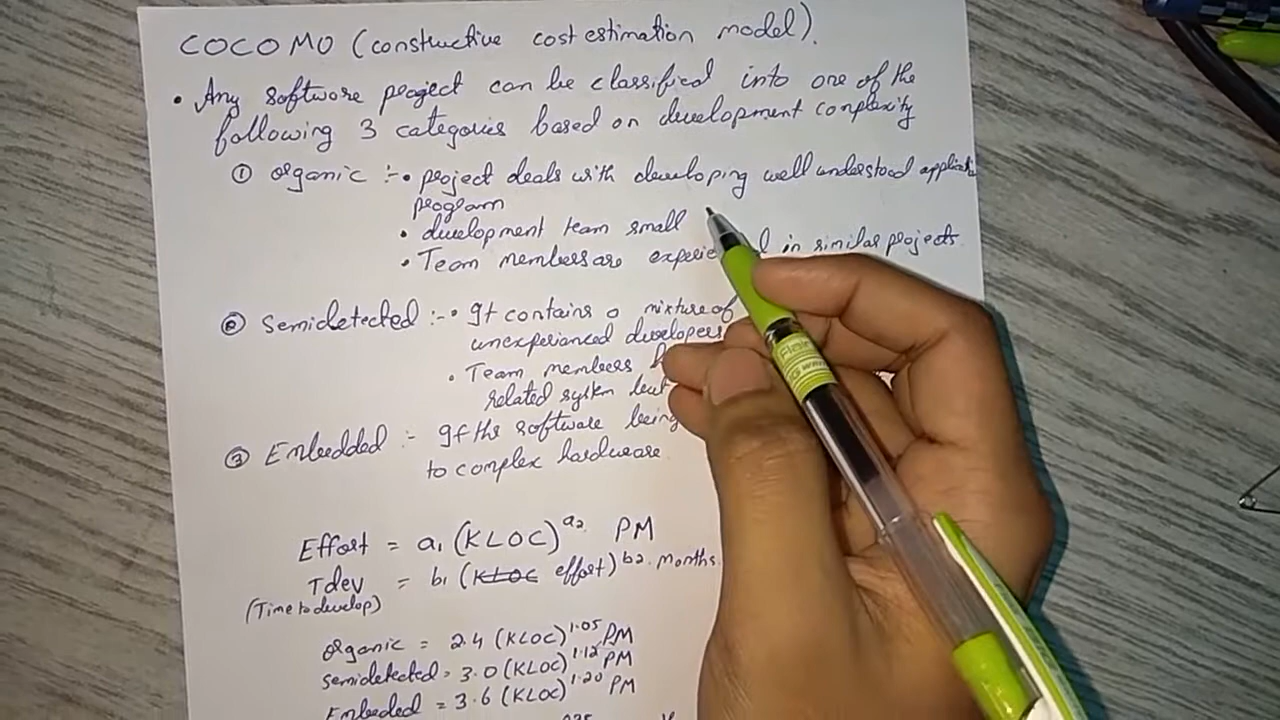 COCOMO (constructive cost estimation model).
• Any software project can be classified into one of the
following 3 categories based on development complexity
① organic :- • project deals with developing well understood
program
• development team small
• Team members are in similar projects
② Semidetected :- • It contains a mixture of
unexperianced developers
• Team members
related system but
③ Embedded :- If the software being
to complex hardware
Effort = a₁ (KLOC)^a₂ PM
Tdev = b₁ (KLOC effort)^b₂. Months
(Time to develop)
organic = 2.4 (KLOC)^1.05 PM
semidetected = 3.0 (KLOC)^1.12 PM
Embeeded = 3.6 (KLOC)^1.20 PM
Flair